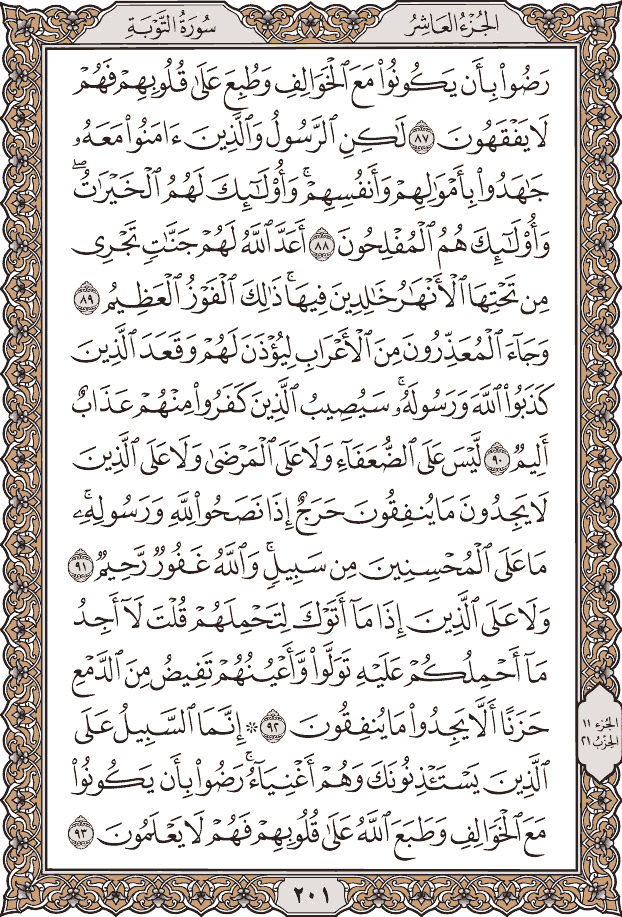 الجُزْءُ العَاشِرُ
سُورَةُ التَّوْبَةِ
رَضُواْ بِأَن يَكُونُواْ مَعَ ٱلْخَوَالِفِ وَطُبِعَ عَلَىٰ قُلُوبِهِمْ فَهُمْ
لَا يَفْقَهُونَ ٨٧ لَٰكِنِ ٱلرَّسُولُ وَٱلَّذِينَ ءَامَنُواْ مَعَهُۥ
جَٰهَدُواْ بِأَمْوَٰلِهِمْ وَأَنفُسِهِمْۚ وَأُوْلَٰٓئِكَ لَهُمُ ٱلْخَيْرَٰتُۖ
وَأُوْلَٰٓئِكَ هُمُ ٱلْمُفْلِحُونَ ٨٨ أَعَدَّ ٱللَّهُ لَهُمْ جَنَّٰتٍ تَجْرِى
مِن تَحْتِهَا ٱلْأَنْهَٰرُ خَٰلِدِينَ فِيهَاۚ ذَٰلِكَ ٱلْفَوْزُ ٱلْعَظِيمُ ٨٩
وَجَآءَ ٱلْمُعَذِّرُونَ مِنَ ٱلْأَعْرَابِ لِيُؤْذَنَ لَهُمْ وَقَعَدَ ٱلَّذِينَ
كَذَبُواْ ٱللَّهَ وَرَسُولَهُۥۚ سَيُصِيبُ ٱلَّذِينَ كَفَرُواْ مِنْهُمْ عَذَابٌ
أَلِيمٌ ٩٠ لَّيْسَ عَلَى ٱلضُّعَفَآءِ وَلَا عَلَى ٱلْمَرْضَىٰ وَلَا عَلَى ٱلَّذِينَ
لَا يَجِدُونَ مَا يُنفِقُونَ حَرَجٌ إِذَا نَصَحُواْ لِلَّهِ وَرَسُولِهِۦۚ
مَا عَلَى ٱلْمُحْسِنِينَ مِن سَبِيلٍۚ وَٱللَّهُ غَفُورٌ رَّحِيمٌ ٩١
وَلَا عَلَى ٱلَّذِينَ إِذَا مَآ أَتَوْكَ لِتَحْمِلَهُمْ قُلْتَ لَآ أَجِدُ
مَآ أَحْمِلُكُمْ عَلَيْهِ تَوَلَّواْ وَّأَعْيُنُهُمْ تَفِيضُ مِنَ ٱلدَّمْعِ
حَزَنًا أَلَّا يَجِدُواْ مَا يُنفِقُونَ ٩٢ ۞ إِنَّمَا ٱلسَّبِيلُ عَلَى
ٱلَّذِينَ يَسْتَـْٔذِنُونَكَ وَهُمْ أَغْنِيَآءُۚ رَضُواْ بِأَن يَكُونُواْ
مَعَ ٱلْخَوَالِفِ وَطَبَعَ ٱللَّهُ عَلَىٰ قُلُوبِهِمْ فَهُمْ لَا يَعْلَمُونَ ٩٣
الجُزْءُ ١١
الحِزْبُ ٢١
٢٠١